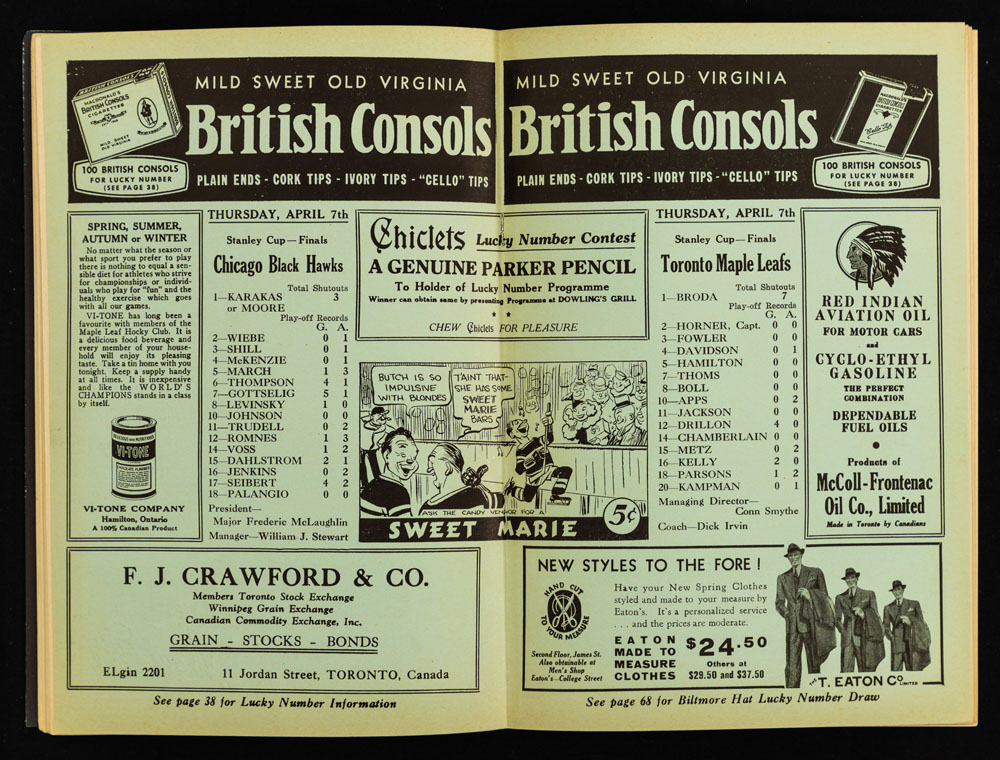 MILD SWEET OLD VIRGINIA
British Consols
PLAIN ENDS - CORK TIPS - IVORY TIPS - "CELLO" TIPS
MACDONALD'S
BRITISH CONSOLS
CIGARETTES
MILD SWEET
OLD VIRGINIA
100 BRITISH CONSOLS
FOR LUCKY NUMBER
(SEE PAGE 38)
MILD SWEET OLD VIRGINIA
British Consols
PLAIN ENDS - CORK TIPS - IVORY TIPS - "CELLO" TIPS
100 BRITISH CONSOLS
FOR LUCKY NUMBER
(SEE PAGE 38)
SPRING, SUMMER,
AUTUMN or WINTER
No matter what the season or
what sport you prefer to play
there is nothing to equal a sen-
sible diet for athletes who strive
for championships or individ-
uals who play for "fun" and the
healthy exercise which goes
with all our games.
VI-TONE has long been a
favourite with members of the
Maple Leaf Hocky Club. It is
a delicious food beverage and
every member of your house-
hold will enjoy its pleasing
taste. Take a tin home with you
tonight. Keep a supply handy
at all times. It is inexpensive
and like the WORLD'S
CHAMPIONS stands in a class
by itself.
VI-TONE
VI-TONE COMPANY
Hamilton, Ontario
A 100% Canadian Product
THURSDAY, APRIL 7th
Stanley Cup—Finals
Chicago Black Hawks
Total Shutouts
1—KARAKAS 3
or MOORE
Play-off Records
G. A.
2—WIEBE 0 1
3—SHILL 0 1
4—McKENZIE 0 1
5—MARCH 1 3
6—THOMPSON 4 1
7—GOTTSELIG 5 1
8—LEVINSKY 1 0
10—JOHNSON 0 0
11—TRUDELL 0 2
12—ROMNES 1 3
14—VOSS 1 2
15—DAHLSTROM 2 1
16—JENKINS 0 2
17—SEIBERT 4 2
18—PALANGIO 0 0
President—
Major Frederic McLaughlin
Manager—William J. Stewart
Chiclets Lucky Number Contest
A GENUINE PARKER PENCIL
To Holder of Lucky Number Programme
Winner can obtain same by presenting Programme at DOWLING'S GRILL
CHEW Chiclets FOR PLEASURE
BUTCH IS SO
IMPULSIVE
WITH BLONDES
T'AINT THAT-
SHE HAS SOME
SWEET
MARIE
BARS
ASK THE CANDY VENDOR FOR A
SWEET MARIE
5¢
THURSDAY, APRIL 7th
Stanley Cup—Finals
Toronto Maple Leafs
Total Shutouts
1—BRODA 7
Play-off Records
G. A.
2—HORNER, Capt. 0 0
3—FOWLER 0 0
4—DAVIDSON 0 1
5—HAMILTON 0 0
7—THOMS 0 0
8—BOLL 0 0
10—APPS 0 2
11—JACKSON 0 0
12—DRILLON 4 0
14—CHAMBERLAIN 0 0
15—METZ 0 2
16—KELLY 2 0
18—PARSONS 1 2
20—KAMPMAN 0 1
Managing Director—
Conn Smythe
Coach—Dick Irvin
RED INDIAN
AVIATION OIL
FOR MOTOR CARS
and
CYCLO-ETHYL
GASOLINE
THE PERFECT
COMBINATION
DEPENDABLE
FUEL OILS
Products of
McColl-Frontenac
Oil Co., Limited
Made in Toronto by Canadians
F. J. CRAWFORD & CO.
Members Toronto Stock Exchange
Winnipeg Grain Exchange
Canadian Commodity Exchange, Inc.
GRAIN - STOCKS - BONDS
ELgin 2201 11 Jordan Street, TORONTO, Canada
NEW STYLES TO THE FORE!
HAND CUT
TO YOUR MEASURE
Have your New Spring Clothes
styled and made to your measure by
Eaton's. It's a personalized service
. . . and the prices are moderate.
Second Floor, James St.
Also obtainable at
Men's Shop
Eaton's—College Street
EATON
MADE TO
MEASURE
CLOTHES
$24.50
Others at
$29.50 and $37.50
THE T. EATON CO LIMITED
See page 38 for Lucky Number Information
See page 68 for Biltmore Hat Lucky Number Draw